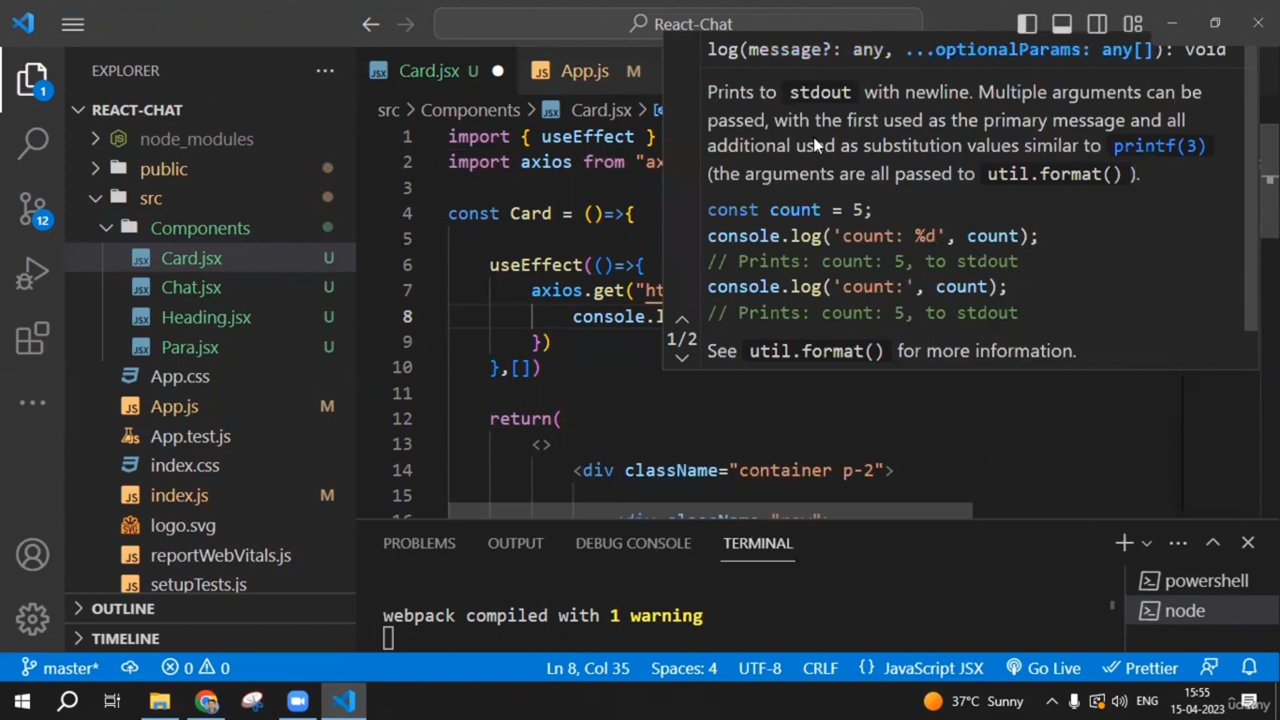 React-Chat
EXPLORER
REACT-CHAT
node_modules
public
src
Components
Card.jsx U
Chat.jsx U
Heading.jsx U
Para.jsx U
App.css
App.js M
App.test.js
index.css
index.js M
logo.svg
reportWebVitals.js
setupTests.js
OUTLINE
TIMELINE
Card.jsx U
App.js M
src > Components > Card.jsx >
1 import { useEffect }
2 import axios from "ax
3
4 const Card = ()=>{
5
6 useEffect(()=>{
7 axios.get("ht
8 console.l
9 })
10 },[])
11
12 return(
13 <>
14 <div className="container p-2">
15
16 <div className="row">
log(message?: any, ...optionalParams: any[]): void
Prints to stdout with newline. Multiple arguments can be
passed, with the first used as the primary message and all
additional used as substitution values similar to printf(3)
(the arguments are all passed to util.format() ).
const count = 5;
console.log('count: %d', count);
// Prints: count: 5, to stdout
console.log('count:', count);
// Prints: count: 5, to stdout
1/2
See util.format() for more information.
PROBLEMS OUTPUT DEBUG CONSOLE TERMINAL
webpack compiled with 1 warning
powershell
node
1
12
master* 0 0 Ln 8, Col 35 Spaces: 4 UTF-8 CRLF {} JavaScript JSX Go Live Prettier
37°C Sunny ENG 15:55
15-04-2023
udemy